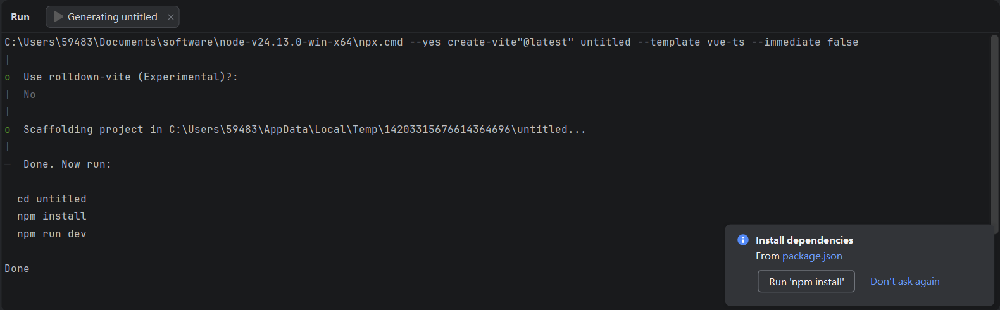 Run
Generating untitled
C:\Users\59483\Documents\software\node-v24.13.0-win-x64\npx.cmd --yes create-vite"@latest" untitled --template vue-ts --immediate false
|
o  Use rolldown-vite (Experimental)?:
|  No
|
o  Scaffolding project in C:\Users\59483\AppData\Local\Temp\14203315676614364696\untitled...
|
—  Done. Now run:
cd untitled
npm install
npm run dev
Done
Install dependencies
From package.json
Run 'npm install'
Don't ask again